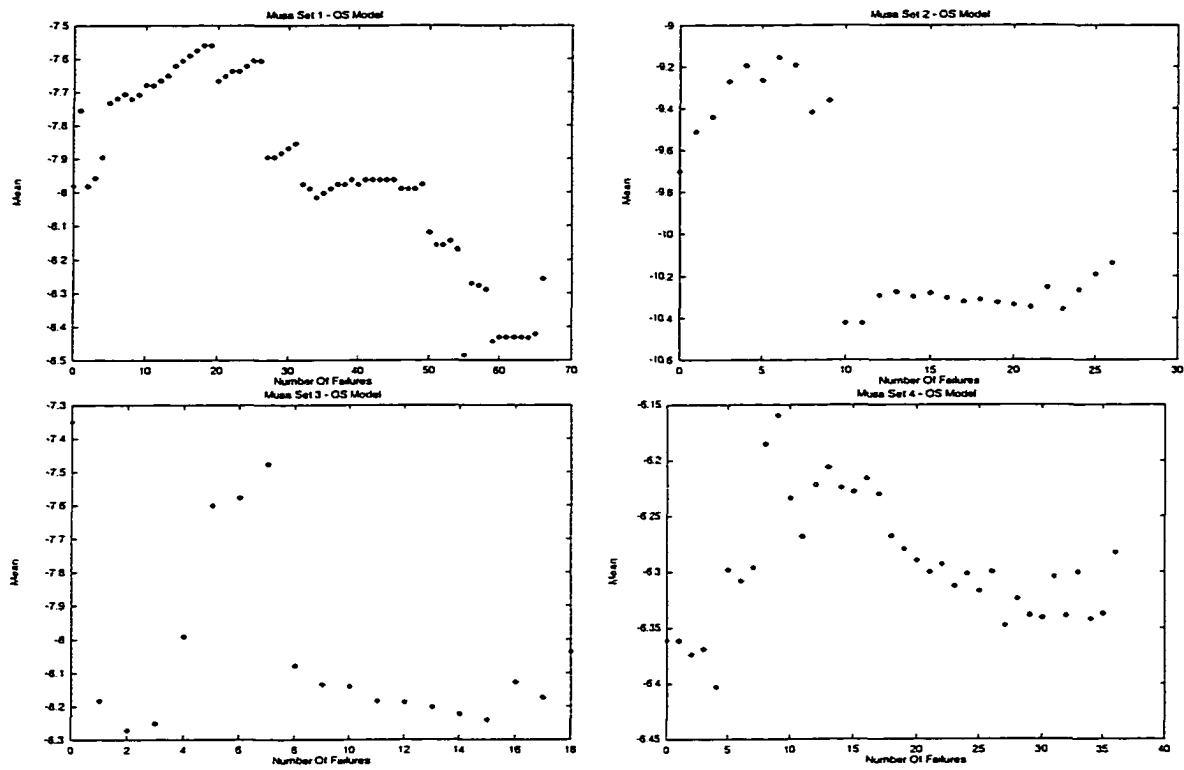 Musa Set 1 - OS Model
-7.5
-7.6
-7.7
-7.8
-7.9
-8
-8.1
-8.2
-8.3
-8.4
-8.5
Mean
0 10 20 30 40 50 60 70
Number Of Failures
Musa Set 2 - OS Model
-9
-9.2
-9.4
-9.6
-9.8
-10
-10.2
-10.4
-10.6
Mean
0 5 10 15 20 25 30
Number Of Failures
Musa Set 3 - OS Model
-7.3
-7.4
-7.5
-7.6
-7.7
-7.8
-7.9
-8
-8.1
-8.2
-8.3
Mean
0 2 4 6 8 10 12 14 16 18
Number Of Failures
Musa Set 4 - OS Model
-6.15
-6.2
-6.25
-6.3
-6.35
-6.4
-6.45
Mean
0 5 10 15 20 25 30 35 40
Number Of Failures